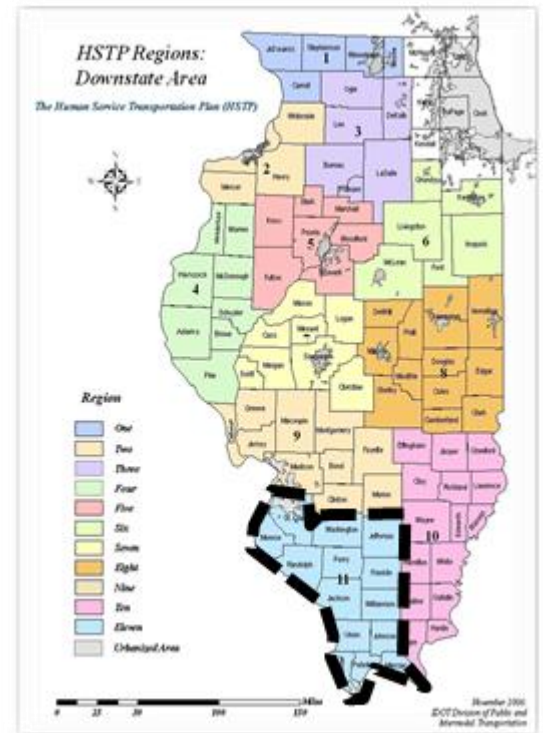 HSTP Regions:
Downstate Area
The Human Service Transportation Plan (HSTP)
Stephenson
1
Carroll
Ogle
Whiteside
Lee
3
DeKalb
DuPage
Cook
Kendall
Grundy
2
Henry
Bureau
Putnam
LaSalle
Mercer
Stark
Marshall
Knox
Warren
Peoria
5
Woodford
Livingston
6
Iroquois
McLean
Ford
Fulton
Hancock
McDonough
4
Mason
Logan
Schuyler
Adams
Brown
Cass
Menard
7
DeWitt
Piatt
Vermilion
Morgan
Scott
Christian
Douglas
8
Edgar
Moultrie
Coles
Shelby
Clark
Cumberland
Pike
Greene
Macoupin
Montgomery
9
Jersey
Fayette
Effingham
Jasper
Crawford
Madison
Bond
Clay
Richland
Lawrence
Clinton
Marion
Wayne
Edwards
10
Washington
Jefferson
Monroe
Randolph
Perry
Franklin
White
11
Jackson
Williamson
Gallatin
Union
Johnson
Hardin
Region
One
Two
Three
Four
Five
Six
Seven
Eight
Nine
Ten
Eleven
Urbanized Area
0 25 50 100 150
Miles
November 2006
IDOT Division of Public and
Intermodal Transportation